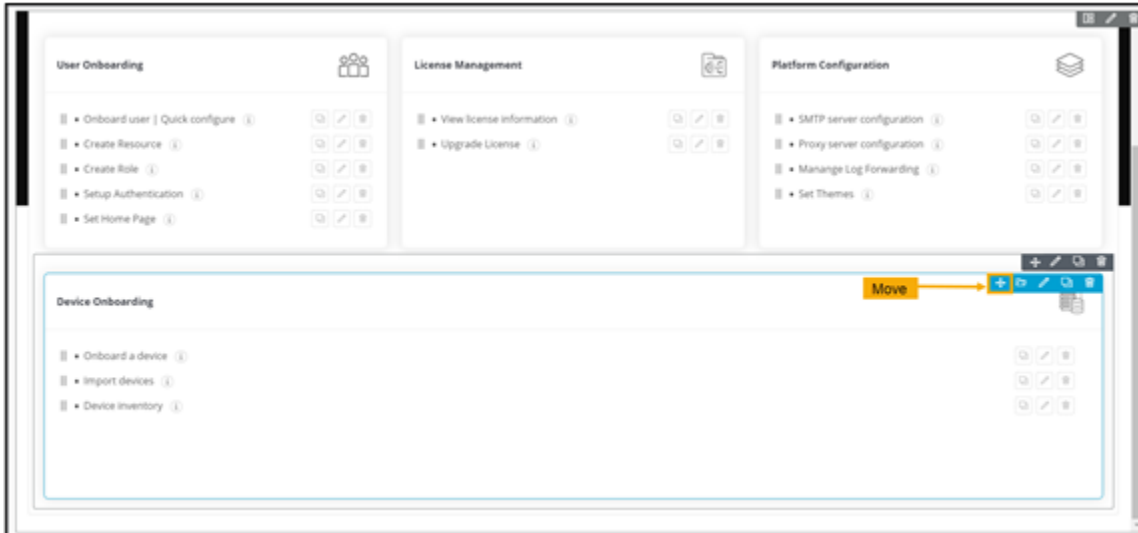 User Onboarding
• Onboard user | Quick configure
• Create Resource
• Create Role
• Setup Authentication
• Set Home Page
License Management
• View license information
• Upgrade License
Platform Configuration
• SMTP server configuration
• Proxy server configuration
• Manange Log Forwarding
• Set Themes
Move
Device Onboarding
• Onboard a device
• Import devices
• Device inventory